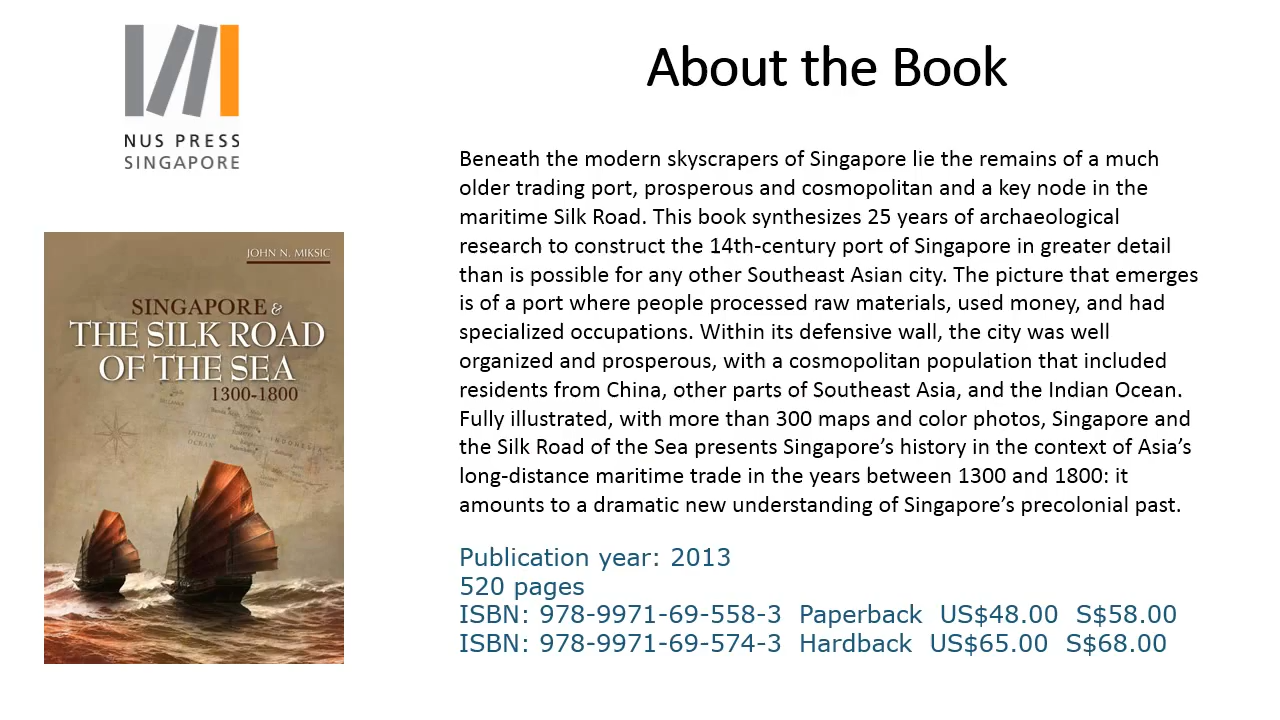 NUS PRESS
SINGAPORE
About the Book
JOHN N. MIKSIC
SINGAPORE &
THE SILK ROAD
OF THE SEA
1300-1800
INDIAN
OCEAN
INDONESIA
Beneath the modern skyscrapers of Singapore lie the remains of a much
older trading port, prosperous and cosmopolitan and a key node in the
maritime Silk Road. This book synthesizes 25 years of archaeological
research to construct the 14th-century port of Singapore in greater detail
than is possible for any other Southeast Asian city. The picture that emerges
is of a port where people processed raw materials, used money, and had
specialized occupations. Within its defensive wall, the city was well
organized and prosperous, with a cosmopolitan population that included
residents from China, other parts of Southeast Asia, and the Indian Ocean.
Fully illustrated, with more than 300 maps and color photos, Singapore and
the Silk Road of the Sea presents Singapore’s history in the context of Asia’s
long-distance maritime trade in the years between 1300 and 1800: it
amounts to a dramatic new understanding of Singapore’s precolonial past.
Publication year: 2013
520 pages
ISBN: 978-9971-69-558-3 Paperback US$48.00 S$58.00
ISBN: 978-9971-69-574-3 Hardback US$65.00 S$68.00